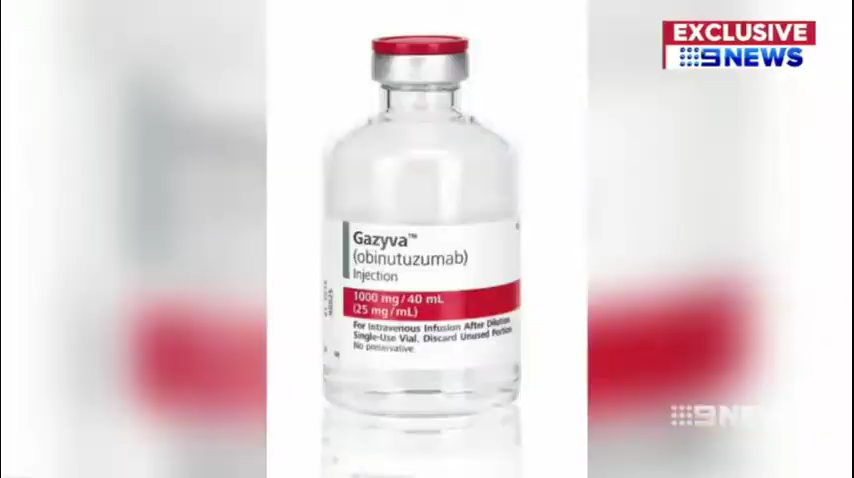 EXCLUSIVE
9NEWS
Gazyva™
(obinutuzumab)
Injection
1000 mg/40 mL
(25 mg/mL)
For Intravenous Infusion After Dilution
Single-Use Vial. Discard Unused Portion
No preservative
9NEWS